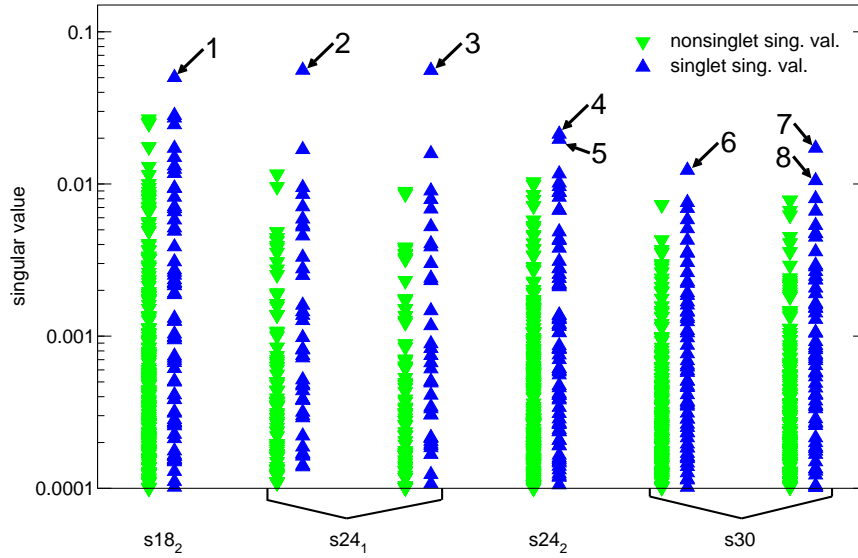 0.1
0.01
0.001
0.0001
singular value
1
2
3
4
5
6
7
8
nonsinglet sing. val.
singlet sing. val.
s18₂
s24₁
s24₂
s30